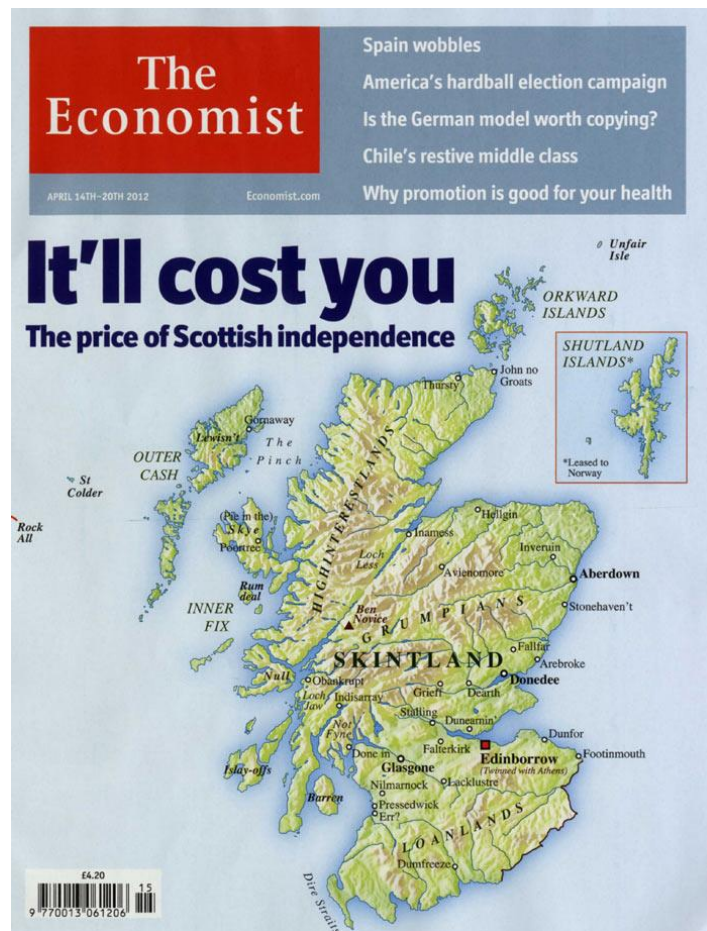 The
Economist
APRIL 14TH–20TH 2012
Economist.com
Spain wobbles
America's hardball election campaign
Is the German model worth copying?
Chile's restive middle class
Why promotion is good for your health
It'll cost you
The price of Scottish independence
Unfair
Isle
ORKWARD
ISLANDS
SHUTLAND
ISLANDS*
*Leased to
Norway
John no
Groats
Thursty
Gornaway
Lewisn't
The
Pinch
OUTER
CASH
St
Colder
Rock
All
(Pie in the)
Skye
Poortree
HIGHINTERESTLANDS
Hellgin
Inamess
Loch
Less
Inveruin
Avienomore
Aberdown
Rum
deal
INNER
FIX
Ben
Novice
GRUMPIANS
Stonehaven't
SKINTLAND
Fallfar
Arebroke
Donedee
Null
Obankrupt
Loch
Jaw
Indisarray
Grieff
Dearth
Stalling
Dunearnin'
Not
Fyne
Dunfor
Falterkirk
Done in
Footinmouth
Edinborrow
(Twinned with Athens)
Glasgone
Islay-offs
Nilmarnock
Lacklustre
Barren
Pressedwick
Err?
LOANLANDS
Dumfreeze
Dire Straits
£4.20
15
9 770013 061206